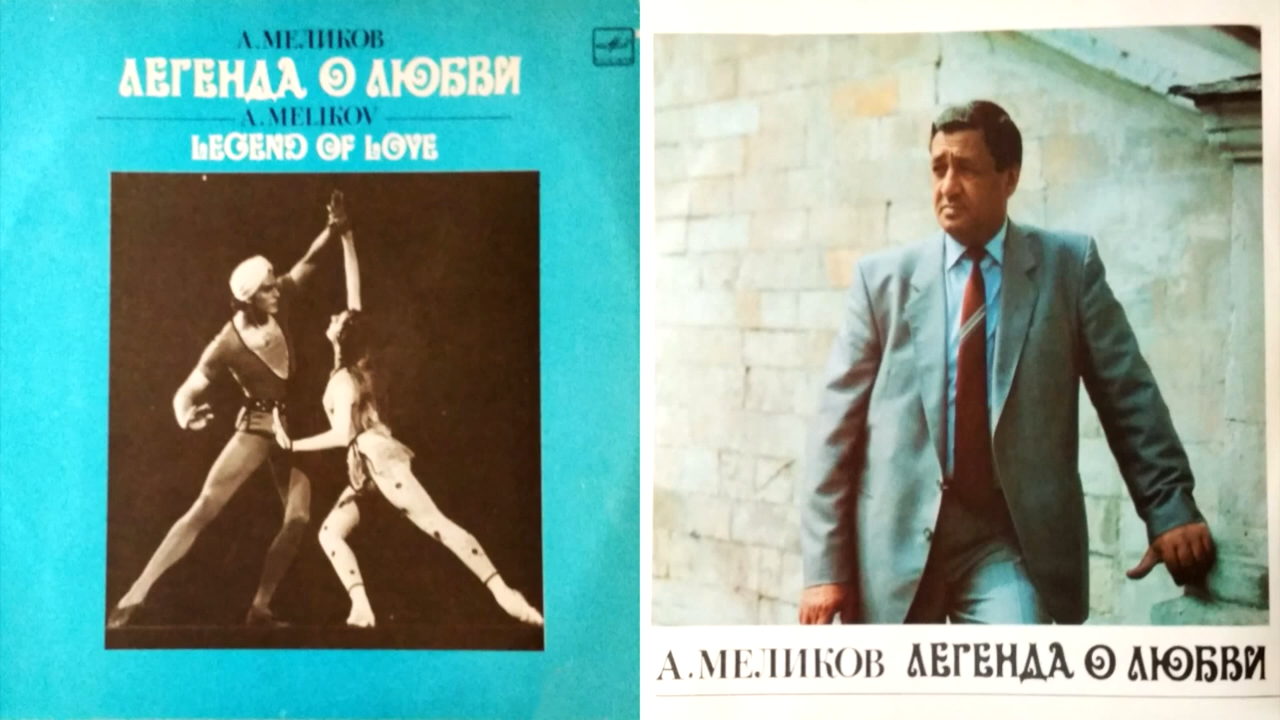 А.МЕЛИКОВ
ЛЕГЕНДА О ЛЮБВИ
A.MELIKOV
LEGEND OF LOVE
А.МЕЛИКОВ ЛЕГЕНДА О ЛЮБВИ